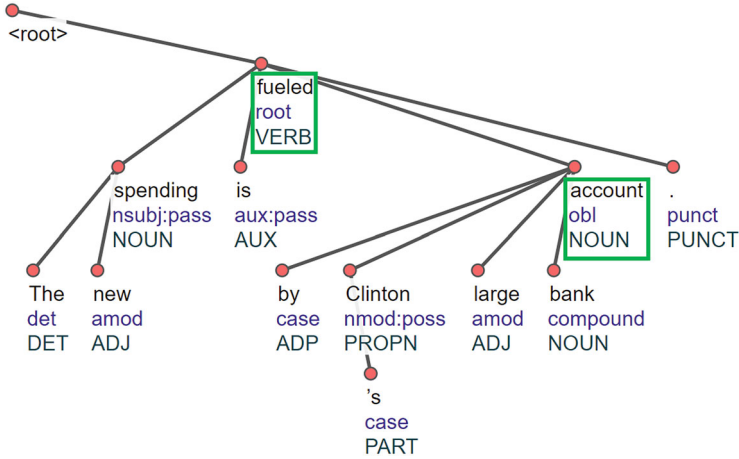 <root>
fueled
root
VERB
spending
nsubj:pass
NOUN
is
aux:pass
AUX
account
obl
NOUN
.
punct
PUNCT
The
det
DET
new
amod
ADJ
by
case
ADP
Clinton
nmod:poss
PROPN
large
amod
ADJ
bank
compound
NOUN
’s
case
PART